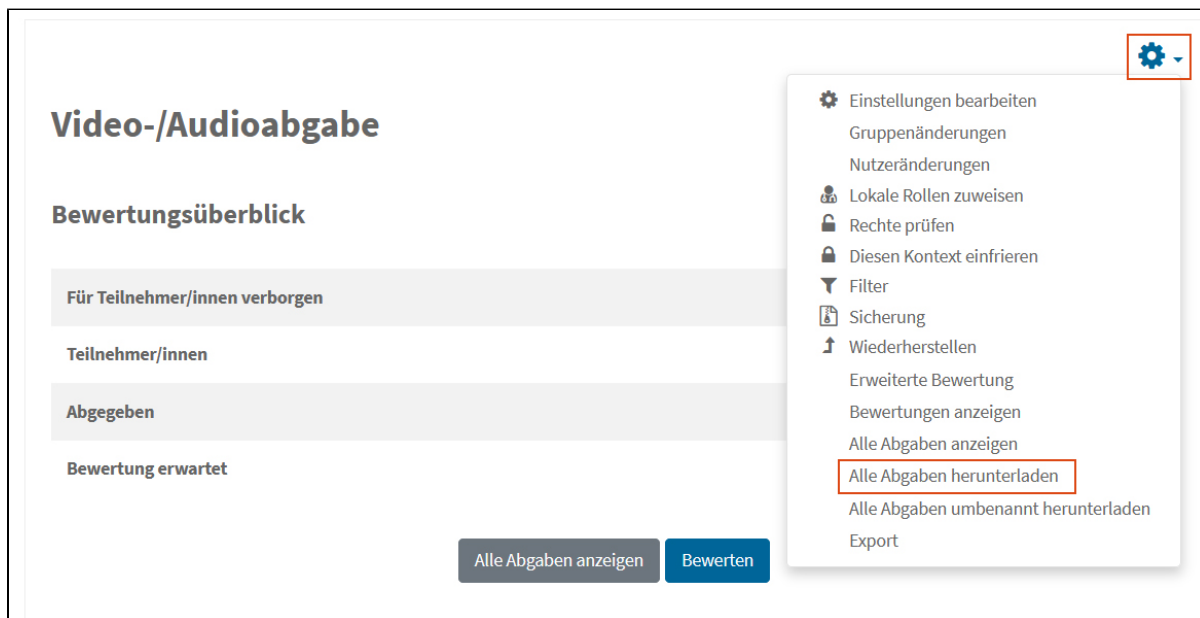 Video-/Audioabgabe
Bewertungsüberblick
Für Teilnehmer/innen verborgen
Teilnehmer/innen
Abgegeben
Bewertung erwartet
Alle Abgaben anzeigen
Bewerten
Einstellungen bearbeiten
Gruppenänderungen
Nutzeränderungen
Lokale Rollen zuweisen
Rechte prüfen
Diesen Kontext einfrieren
Filter
Sicherung
Wiederherstellen
Erweiterte Bewertung
Bewertungen anzeigen
Alle Abgaben anzeigen
Alle Abgaben herunterladen
Alle Abgaben umbenannt herunterladen
Export